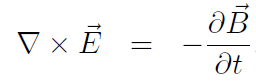 ∇ × E⃗ = −∂B⃗/∂t